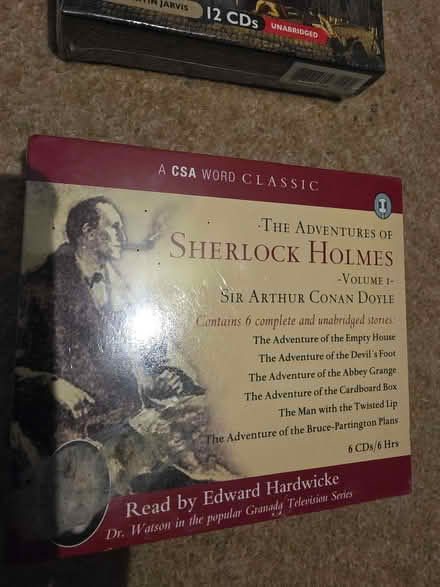 JARVIS
12 CDs
UNABRIDGED
A CSA WORD CLASSIC
·THE ADVENTURES OF
SHERLOCK HOLMES
-VOLUME 1-
SIR ARTHUR CONAN DOYLE
Contains 6 complete and unabridged stories:
The Adventure of the Empty House
The Adventure of the Devil's Foot
The Adventure of the Abbey Grange
The Adventure of the Cardboard Box
The Man with the Twisted Lip
The Adventure of the Bruce-Partington Plans
6 CDs/6 Hrs
Read by Edward Hardwicke
Dr. Watson in the popular Granada Television Series